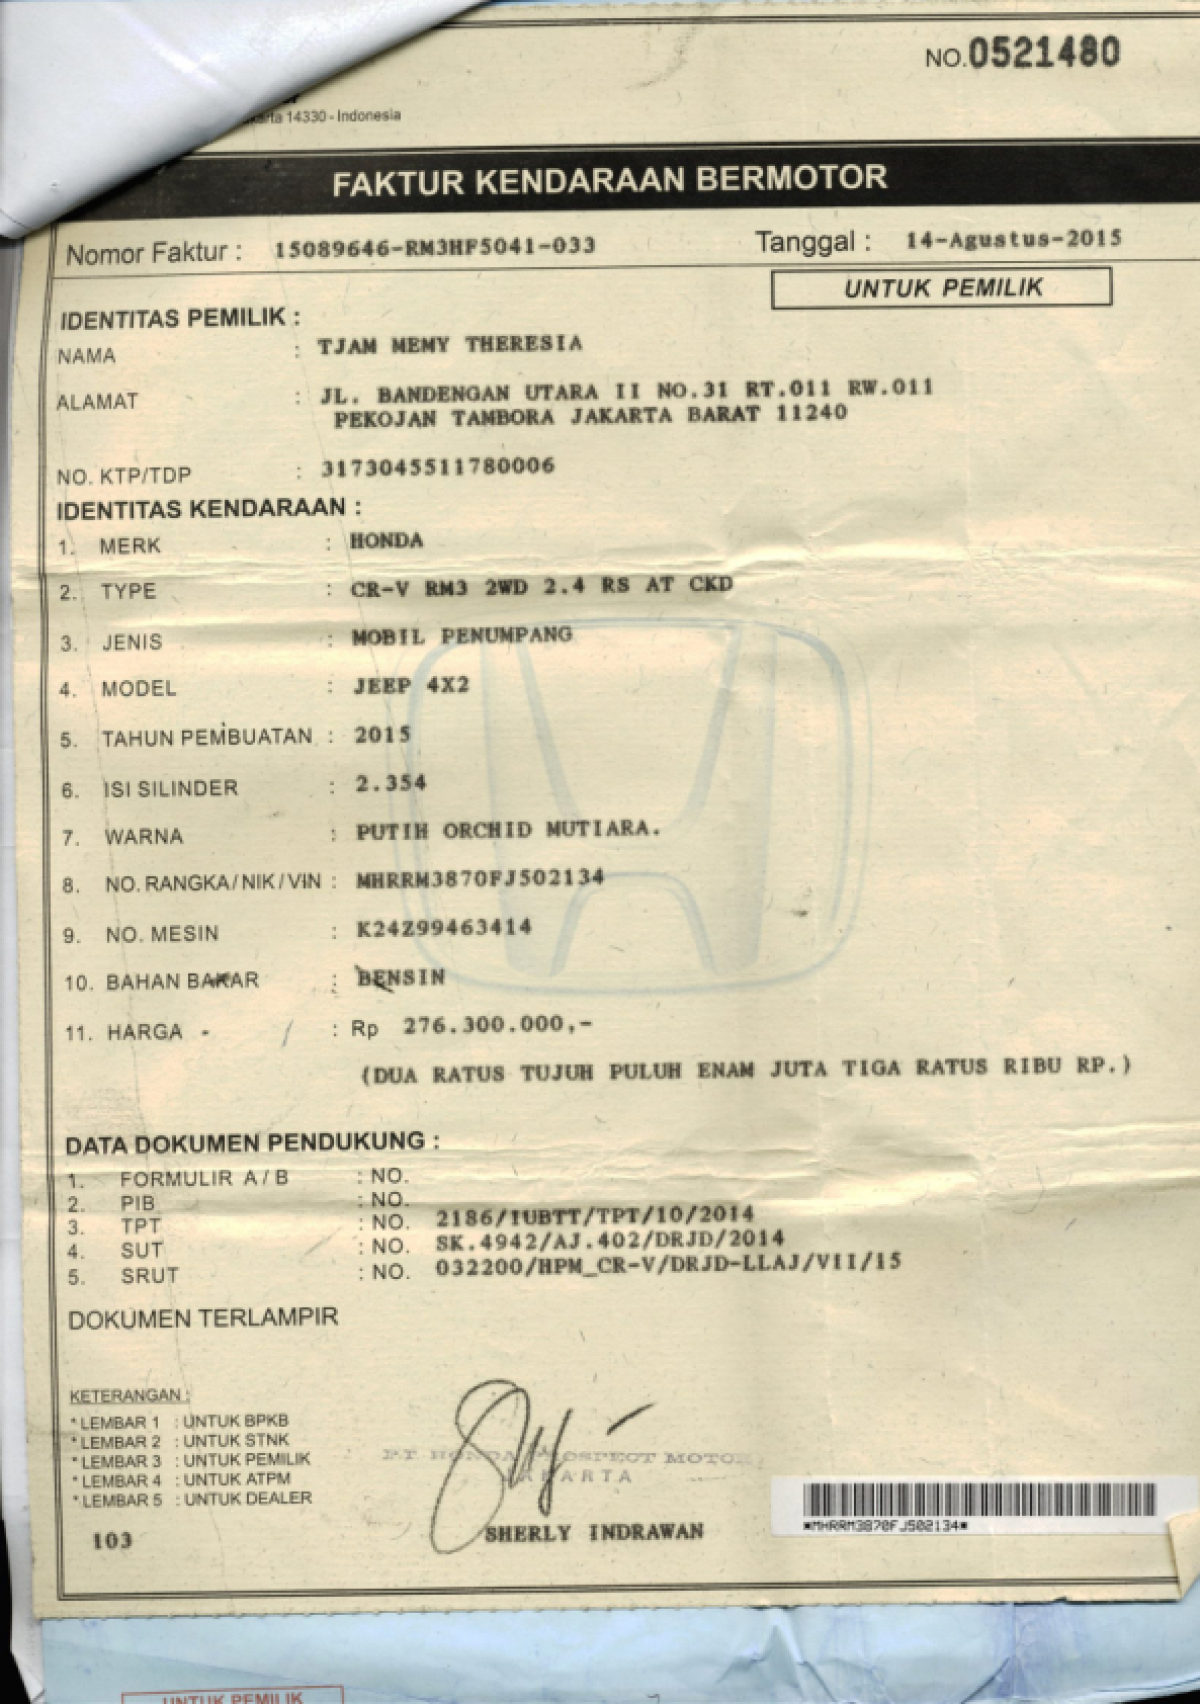 NO.0521480
14330 - Indonesia
FAKTUR KENDARAAN BERMOTOR
Nomor Faktur : 15089646-RM3HF5041-033 Tanggal : 14-Agustus-2015
UNTUK PEMILIK
IDENTITAS PEMILIK :
NAMA : TJAM MEMY THERESIA
ALAMAT : JL. BANDENGAN UTARA II NO.31 RT.011 RW.011
PEKOJAN TAMBORA JAKARTA BARAT 11240
NO. KTP/TDP : 3173045511780006
IDENTITAS KENDARAAN :
1. MERK : HONDA
2. TYPE : CR-V RM3 2WD 2.4 RS AT CKD
3. JENIS : MOBIL PENUMPANG
4. MODEL : JEEP 4X2
5. TAHUN PEMBUATAN : 2015
6. ISI SILINDER : 2.354
7. WARNA : PUTIH ORCHID MUTIARA.
8. NO. RANGKA/NIK/VIN : MHRRM3870FJ502134
9. NO. MESIN : K24Z99463414
10. BAHAN BAKAR : BENSIN
11. HARGA : Rp 276.300.000,-
(DUA RATUS TUJUH PULUH ENAM JUTA TIGA RATUS RIBU RP.)
DATA DOKUMEN PENDUKUNG :
1. FORMULIR A / B : NO.
2. PIB : NO.
3. TPT : NO. 2186/IUBTT/TPT/10/2014
4. SUT : NO. SK.4942/AJ.402/DRJD/2014
5. SRUT : NO. 032200/HPM_CR-V/DRJD-LLAJ/VII/15
DOKUMEN TERLAMPIR
KETERANGAN :
* LEMBAR 1 : UNTUK BPKB
* LEMBAR 2 : UNTUK STNK
* LEMBAR 3 : UNTUK PEMILIK
* LEMBAR 4 : UNTUK ATPM
* LEMBAR 5 : UNTUK DEALER
PT HONDA PROSPECT MOTOR
JAKARTA
SHERLY INDRAWAN
*MHRRM3870FJ502134*
103
UNTUK PEMILIK